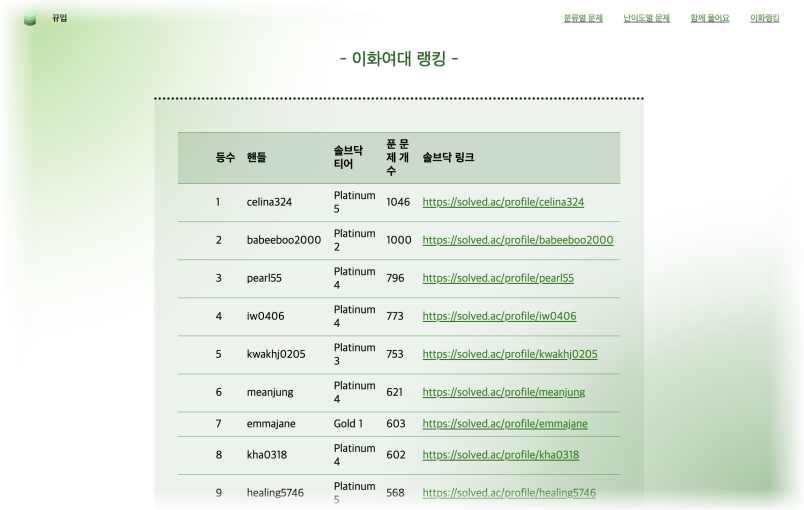 뀨업 분류별 문제 난이도별 문제 함께 풀어요 이화랭킹
- 이화여대 랭킹 -
등수 핸들 솔브닥 티어 푼 문제 개수 솔브닥 링크
1 celina324 Platinum 5 1046 https://solved.ac/profile/celina324
2 babeeboo2000 Platinum 2 1000 https://solved.ac/profile/babeeboo2000
3 pearl55 Platinum 4 796 https://solved.ac/profile/pearl55
4 iw0406 Platinum 4 773 https://solved.ac/profile/iw0406
5 kwakhj0205 Platinum 3 753 https://solved.ac/profile/kwakhj0205
6 meanjung Platinum 4 621 https://solved.ac/profile/meanjung
7 emmajane Gold 1 603 https://solved.ac/profile/emmajane
8 kha0318 Platinum 4 602 https://solved.ac/profile/kha0318
9 healing5746 Platinum 5 568 https://solved.ac/profile/healing5746